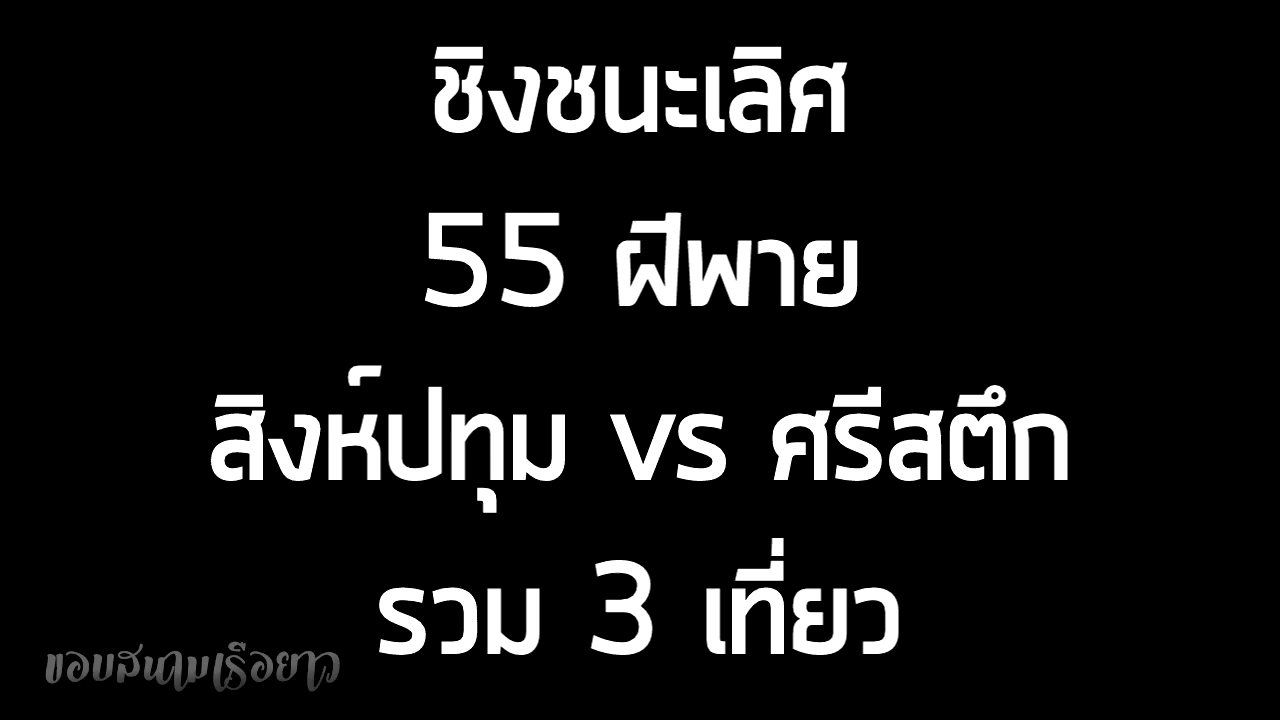 ชิงชนะเลิศ
55 ฝีพาย
สิงห์ปทุม vs ศรีสตึก
รวม 3 เที่ยว
ขอบสนามเรือยาว